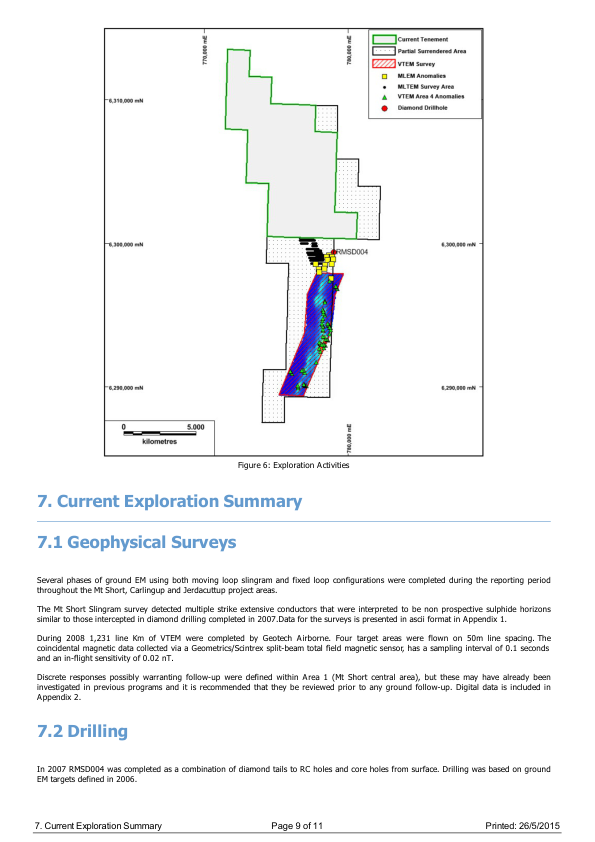 770,000 mE
780,000 mE
Current Tenement
Partial Surrendered Area
VTEM Survey
MLEM Anomalies
MLTEM Survey Area
VTEM Area 4 Anomalies
Diamond Drillhole
6,310,000 mN
6,300,000 mN
6,300,000 mN
RMSD004
6,290,000 mN
6,290,000 mN
0 5.000
kilometres
780,000 mE
Figure 6: Exploration Activities
7. Current Exploration Summary
7.1 Geophysical Surveys
Several phases of ground EM using both moving loop slingram and fixed loop configurations were completed during the reporting period
throughout the Mt Short, Carlingup and Jerdacuttup project areas.
The Mt Short Slingram survey detected multiple strike extensive conductors that were interpreted to be non prospective sulphide horizons
similar to those intercepted in diamond drilling completed in 2007.Data for the surveys is presented in ascii format in Appendix 1.
During 2008 1,231 line Km of VTEM were completed by Geotech Airborne. Four target areas were flown on 50m line spacing. The
coincidental magnetic data collected via a Geometrics/Scintrex split-beam total field magnetic sensor, has a sampling interval of 0.1 seconds
and an in-flight sensitivity of 0.02 nT.
Discrete responses possibly warranting follow-up were defined within Area 1 (Mt Short central area), but these may have already been
investigated in previous programs and it is recommended that they be reviewed prior to any ground follow-up. Digital data is included in
Appendix 2.
7.2 Drilling
In 2007 RMSD004 was completed as a combination of diamond tails to RC holes and core holes from surface. Drilling was based on ground
EM targets defined in 2006.
7. Current Exploration Summary Page 9 of 11 Printed: 26/5/2015